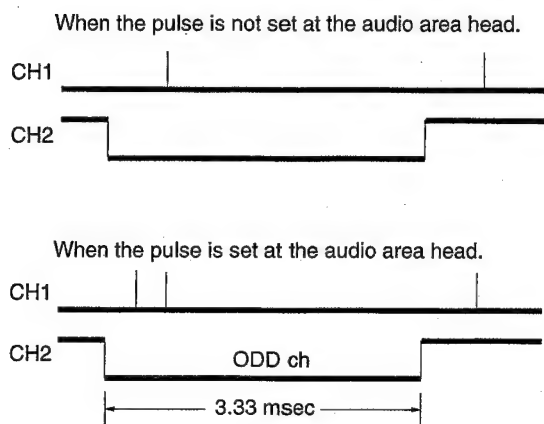 When the pulse is not set at the audio area head.
CH1
CH2
When the pulse is set at the audio area head.
CH1
CH2
ODD ch
3.33 msec